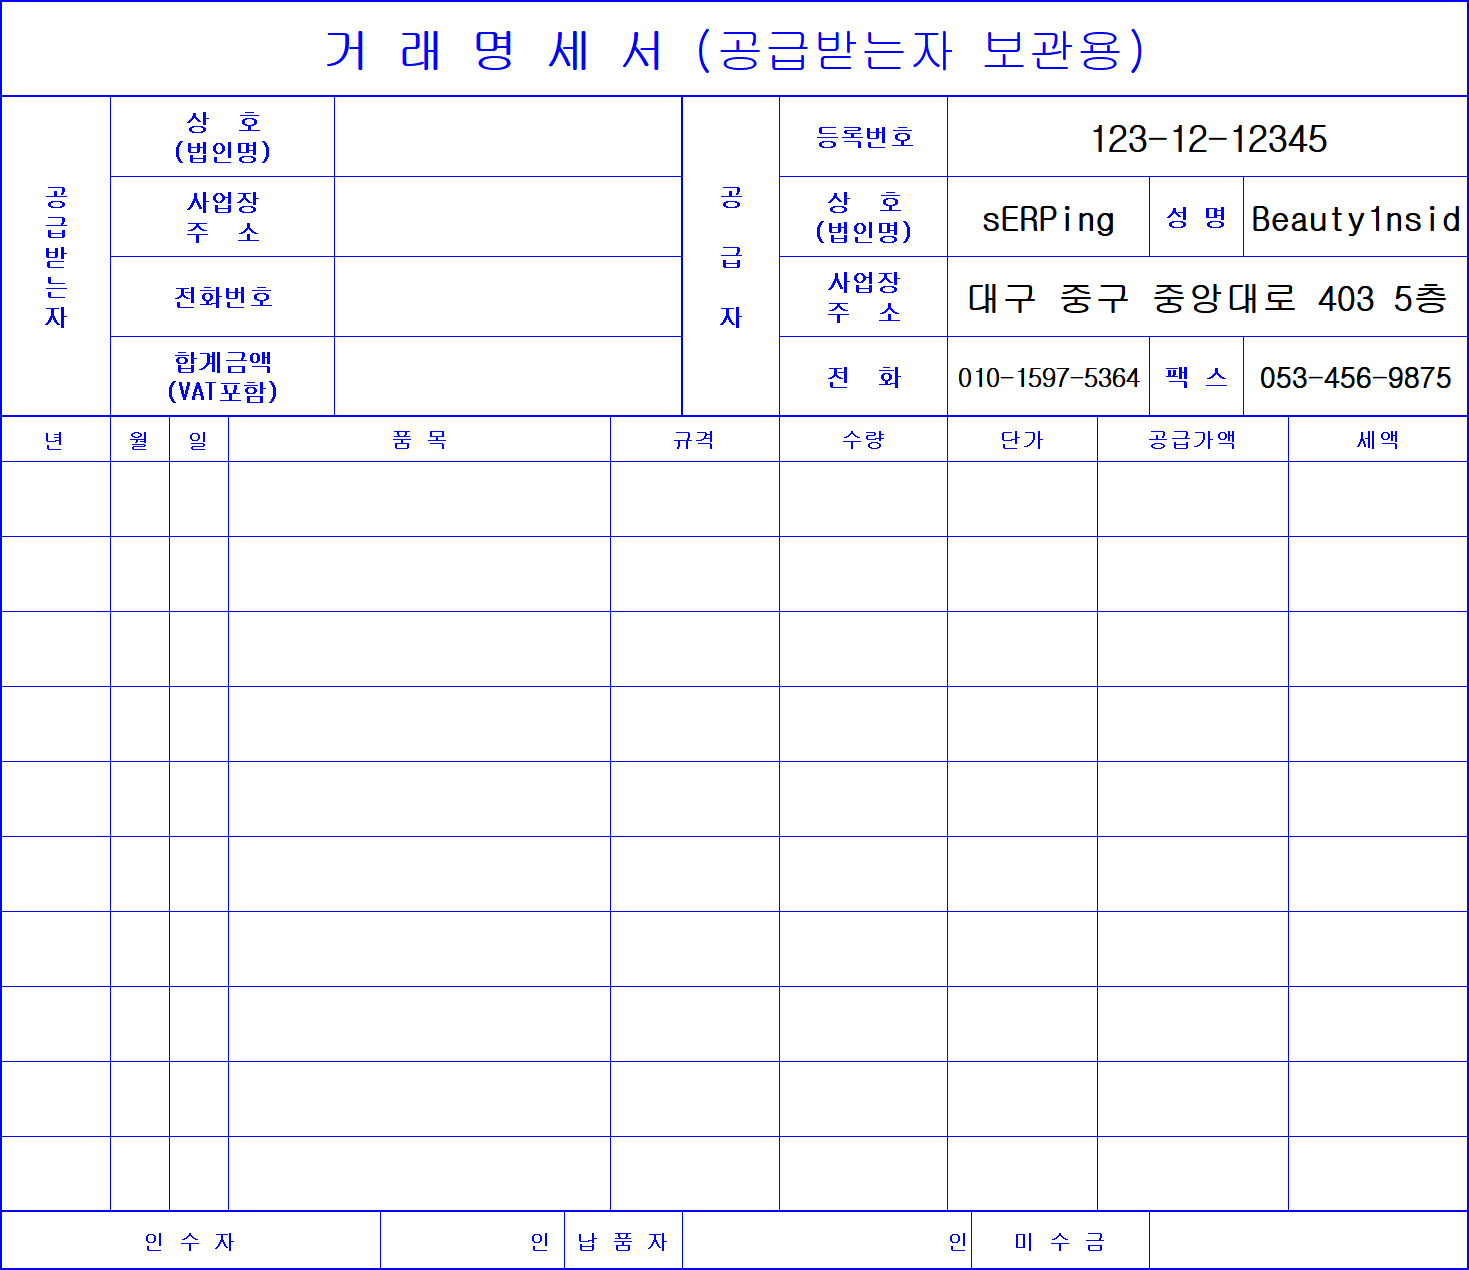 거 래 명 세 서 (공급받는자 보관용)
공급받는자
상 호
(법인명)
사업장
주 소
전화번호
합계금액
(VAT포함)
공급자
등록번호 123-12-12345
상 호
(법인명)
sERPing 성 명 Beauty1nsid
사업장
주 소
대구 중구 중앙대로 403 5층
전 화 010-1597-5364 팩 스 053-456-9875
년 월 일 품 목 규격 수량 단가 공급가액 세액
인 수 자 인 납 품 자 인 미 수 금